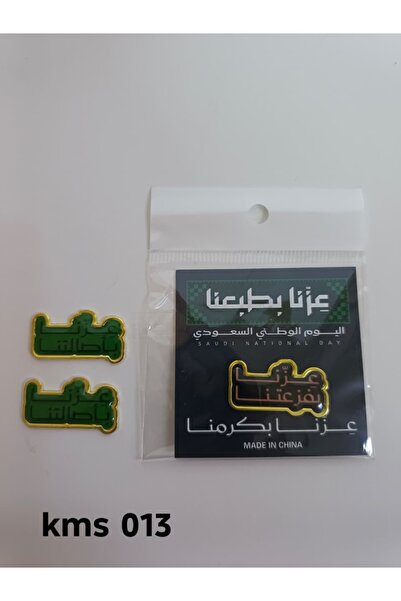 عزنا بطبعنا
اليوم الوطني السعودي
SAUDI NATIONAL DAY
عزنا
بفزعتنا
عزنا بكرمنا
MADE IN CHINA
عزنا
بأصالتنا
عزنا
بأصالتنا
kms 013